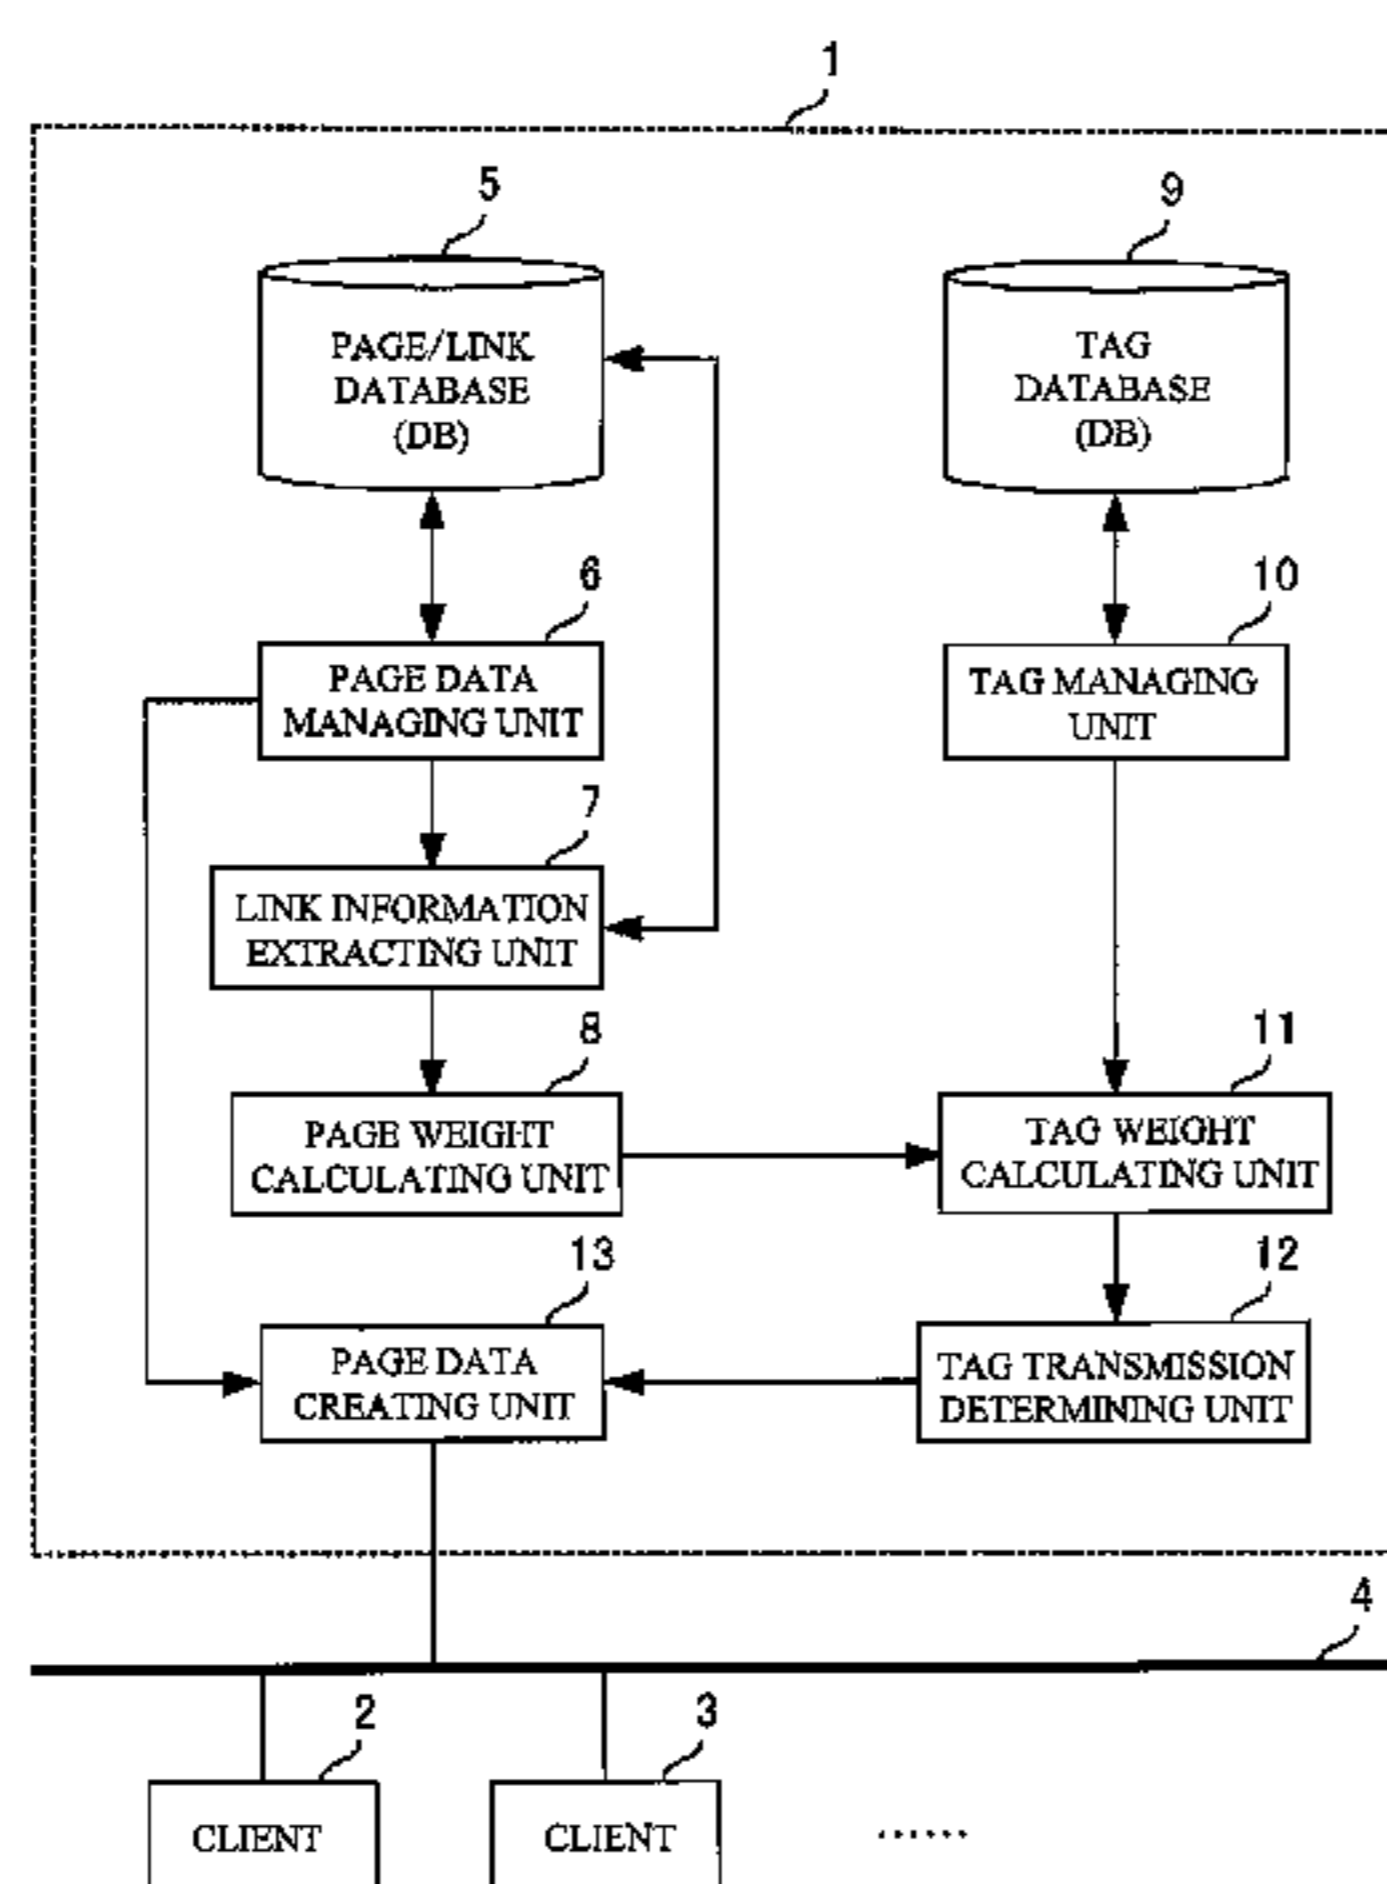 1
5
9
PAGE/LINK
DATABASE
(DB)
TAG
DATABASE
(DB)
6
10
PAGE DATA
MANAGING UNIT
TAG MANAGING
UNIT
7
LINK INFORMATION
EXTRACTING UNIT
8
11
PAGE WEIGHT
CALCULATING UNIT
TAG WEIGHT
CALCULATING UNIT
13
12
PAGE DATA
CREATING UNIT
TAG TRANSMISSION
DETERMINING UNIT
4
2
3
CLIENT
CLIENT
......